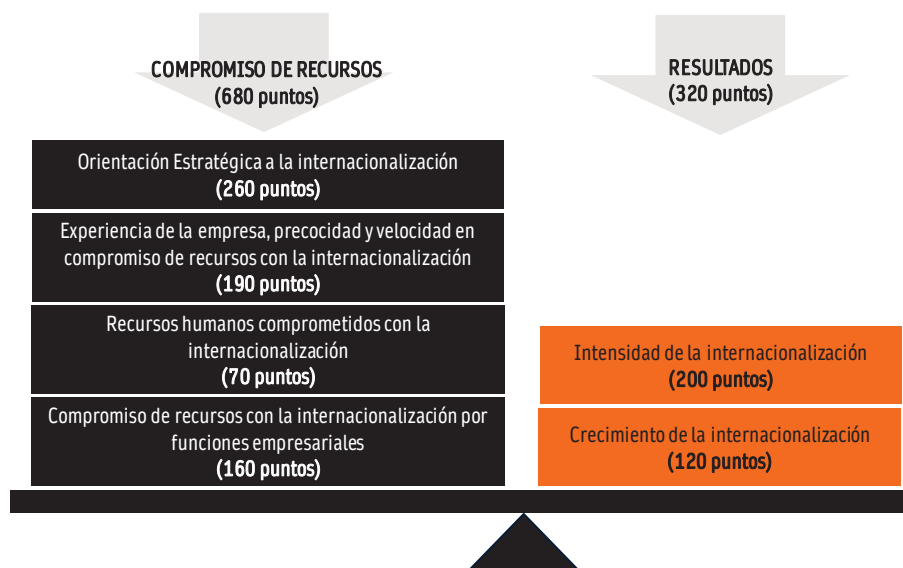 COMPROMISO DE RECURSOS
(680 puntos)
Orientación Estratégica a la internacionalización
(260 puntos)
Experiencia de la empresa, precocidad y velocidad en
compromiso de recursos con la internacionalización
(190 puntos)
Recursos humanos comprometidos con la
internacionalización
(70 puntos)
Compromiso de recursos con la internacionalización por
funciones empresariales
(160 puntos)
RESULTADOS
(320 puntos)
Intensidad de la internacionalización
(200 puntos)
Crecimiento de la internacionalización
(120 puntos)